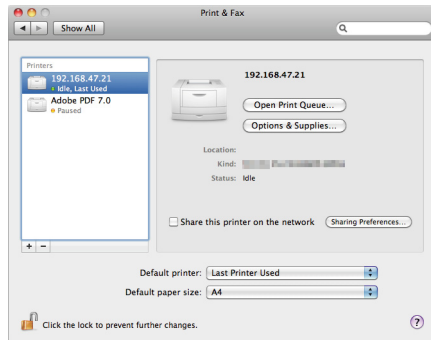 Print & Fax
Show All
Printers
192.168.47.21
Idle, Last Used
Adobe PDF 7.0
Paused
192.168.47.21
Open Print Queue...
Options & Supplies...
Location:
Kind:
Status: Idle
Share this printer on the network
Sharing Preferences...
+ −
Default printer: Last Printer Used
Default paper size: A4
Click the lock to prevent further changes.
?